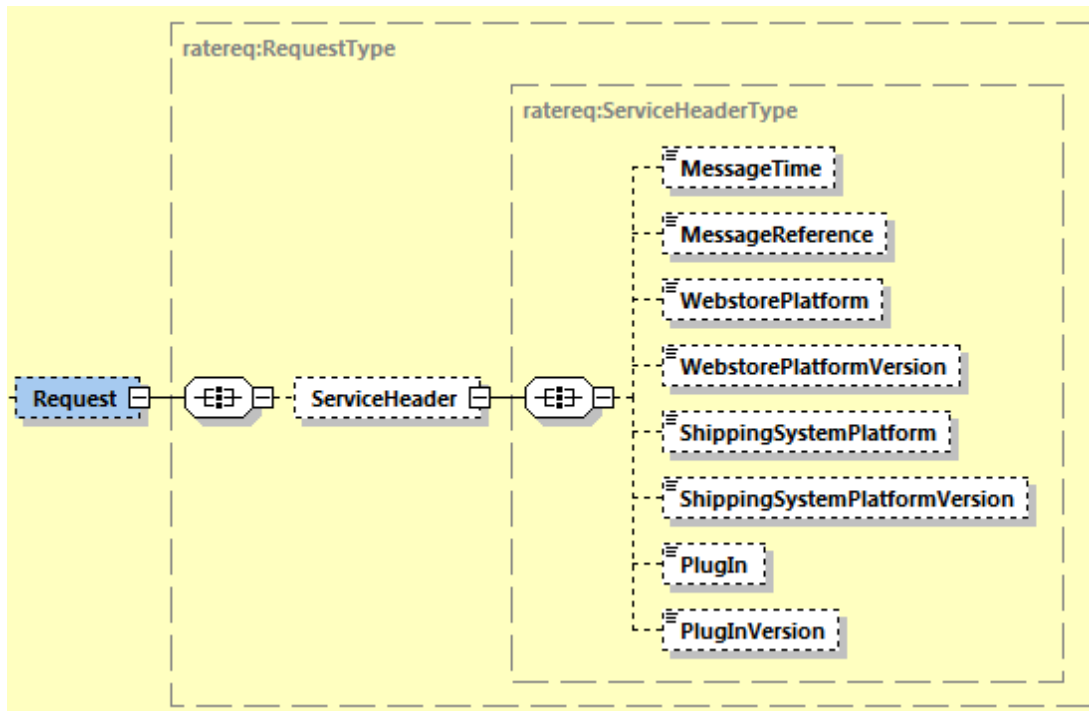 ratereq:RequestType
ratereq:ServiceHeaderType
MessageTime
MessageReference
WebstorePlatform
WebstorePlatformVersion
Request
ServiceHeader
ShippingSystemPlatform
ShippingSystemPlatformVersion
PlugIn
PlugInVersion